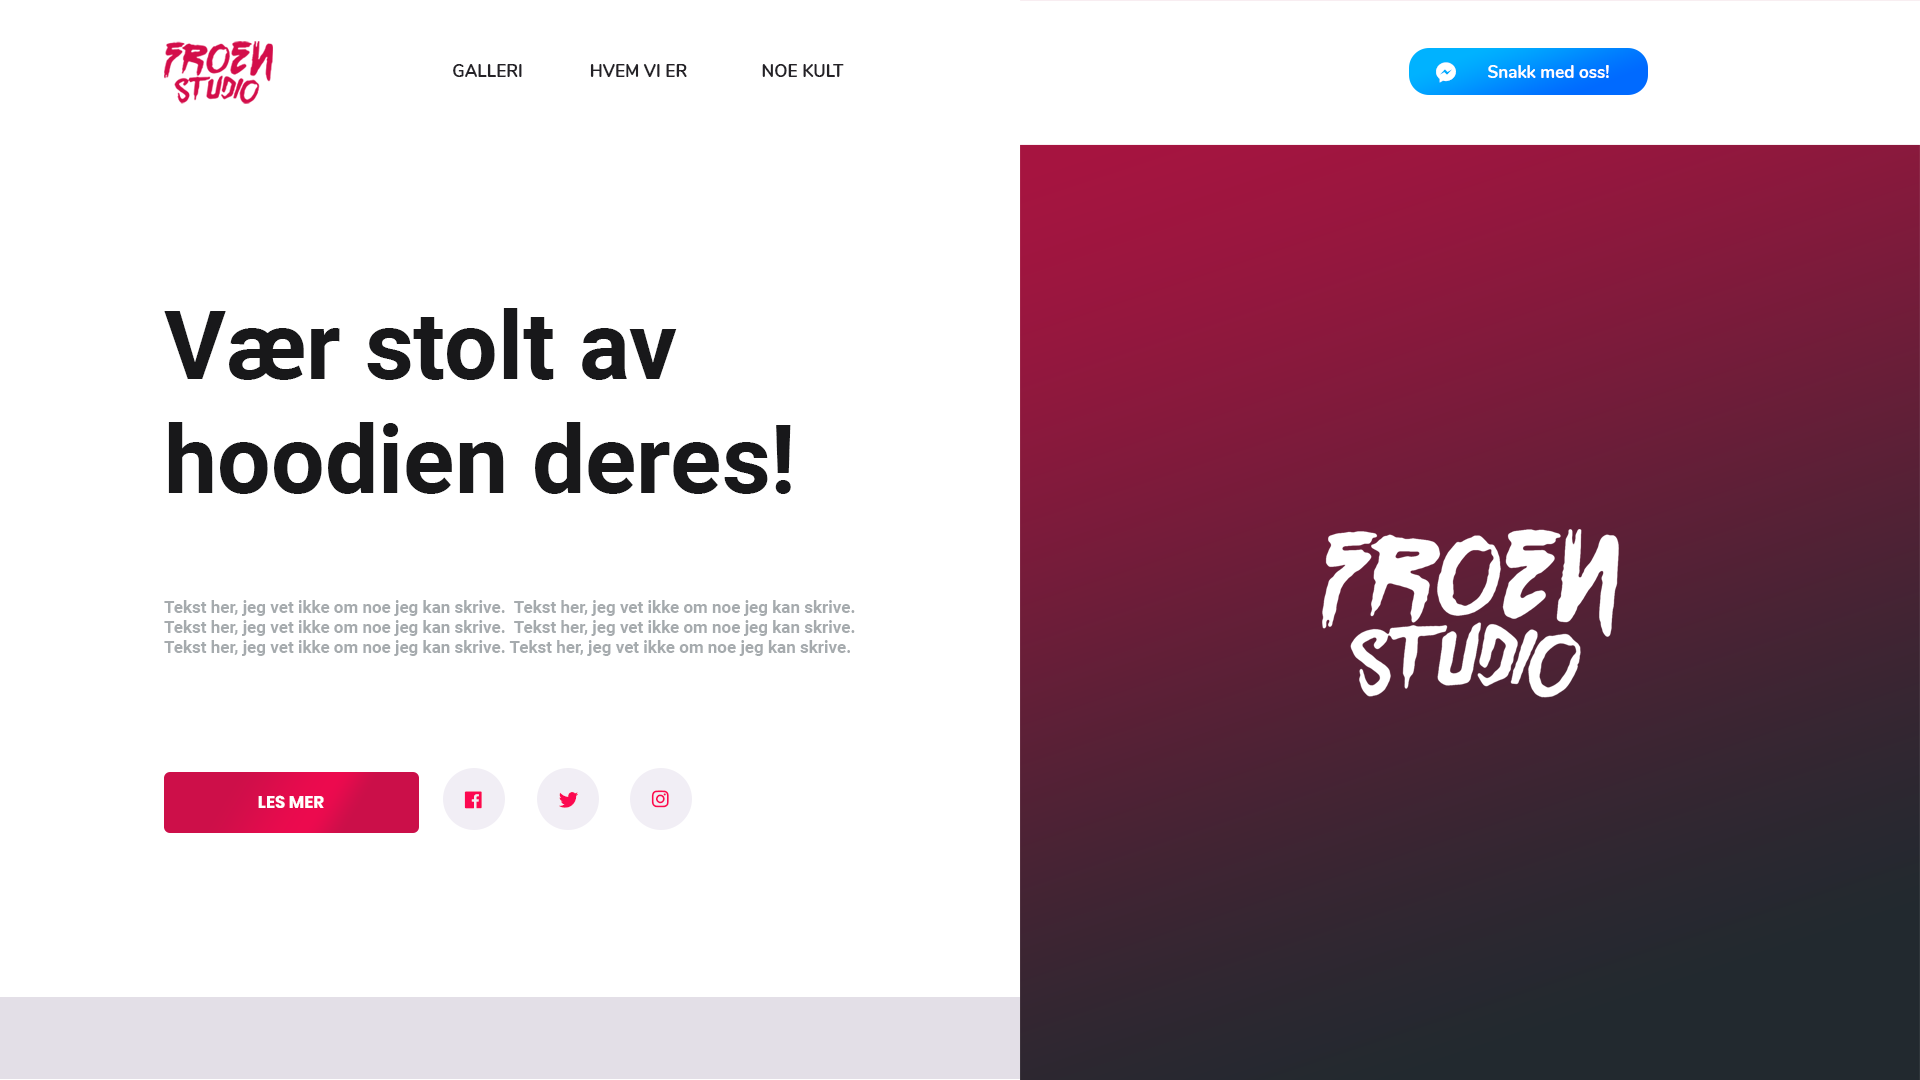 FROEN
STUDIO
GALLERI
HVEM VI ER
NOE KULT
Snakk med oss!
Vær stolt av
hoodien deres!
Tekst her, jeg vet ikke om noe jeg kan skrive.  Tekst her, jeg vet ikke om noe jeg kan skrive.
Tekst her, jeg vet ikke om noe jeg kan skrive.  Tekst her, jeg vet ikke om noe jeg kan skrive.
Tekst her, jeg vet ikke om noe jeg kan skrive. Tekst her, jeg vet ikke om noe jeg kan skrive.
LES MER
FROEN
STUDIO